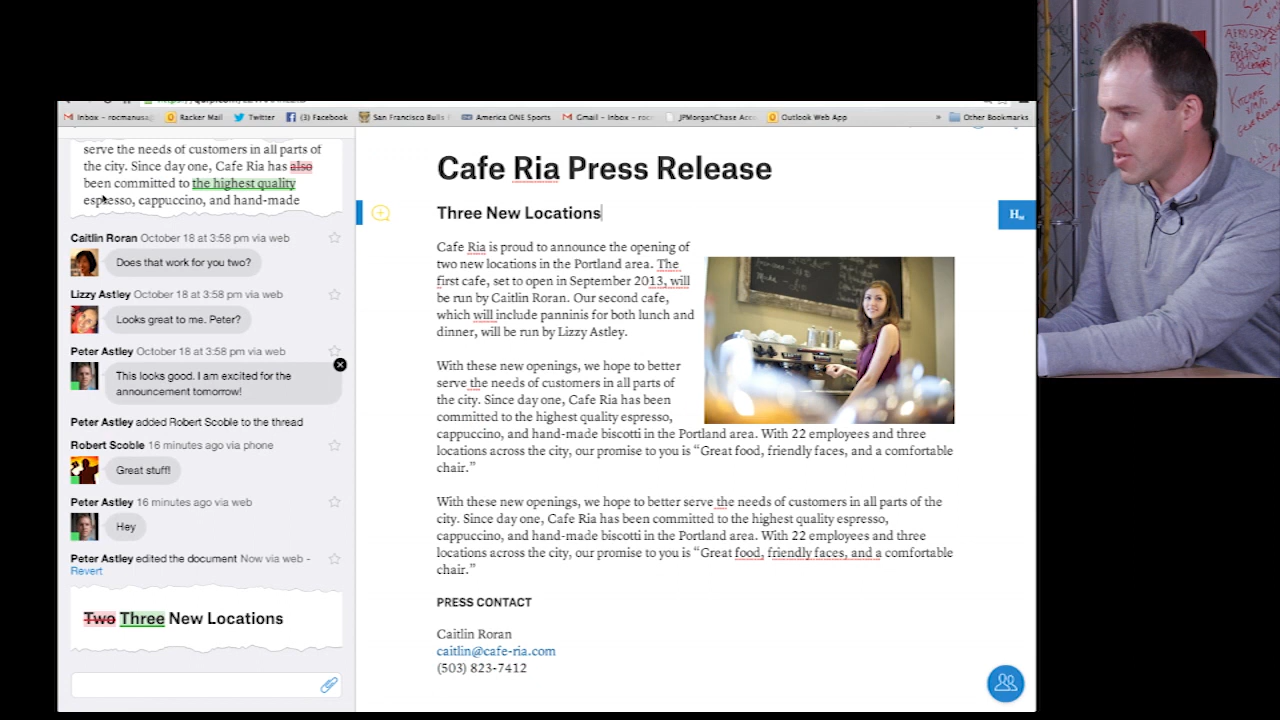 Inbox - rocmanusa
Racker Mail
Twitter
(3) Facebook
San Francisco Bulls
America ONE Sports
Gmail - Inbox - roc
JPMorganChase Acc
Outlook Web App
»
Other Bookmarks
serve the needs of customers in all parts of
the city. Since day one, Cafe Ria has also
been committed to the highest quality
espresso, cappuccino, and hand-made
Caitlin Roran October 18 at 3:58 pm via web
Does that work for you two?
Lizzy Astley October 18 at 3:58 pm via web
Looks great to me. Peter?
Peter Astley October 18 at 3:58 pm via web
This looks good. I am excited for the
announcement tomorrow!
Peter Astley added Robert Scoble to the thread
Robert Scoble 16 minutes ago via phone
Great stuff!
Peter Astley 16 minutes ago via web
Hey
Peter Astley edited the document Now via web -
Revert
Two Three New Locations
Cafe Ria Press Release
Three New Locations
Cafe Ria is proud to announce the opening of
two new locations in the Portland area. The
first cafe, set to open in September 2013, will
be run by Caitlin Roran. Our second cafe,
which will include panninis for both lunch and
dinner, will be run by Lizzy Astley.
With these new openings, we hope to better
serve the needs of customers in all parts of
the city. Since day one, Cafe Ria has been
committed to the highest quality espresso,
cappuccino, and hand-made biscotti in the Portland area. With 22 employees and three
locations across the city, our promise to you is “Great food, friendly faces, and a comfortable
chair.”
With these new openings, we hope to better serve the needs of customers in all parts of the
city. Since day one, Cafe Ria has been committed to the highest quality espresso,
cappuccino, and hand-made biscotti in the Portland area. With 22 employees and three
locations across the city, our promise to you is “Great food, friendly faces, and a comfortable
chair.”
PRESS CONTACT
Caitlin Roran
caitlin@cafe-ria.com
(503) 823-7412